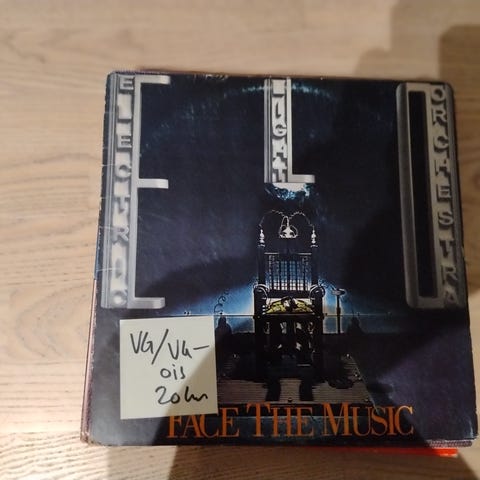 ELECTRIC
LIGHT
ORCHESTRA
E L O
VG/VG-
ois
20kr
FACE THE MUSIC